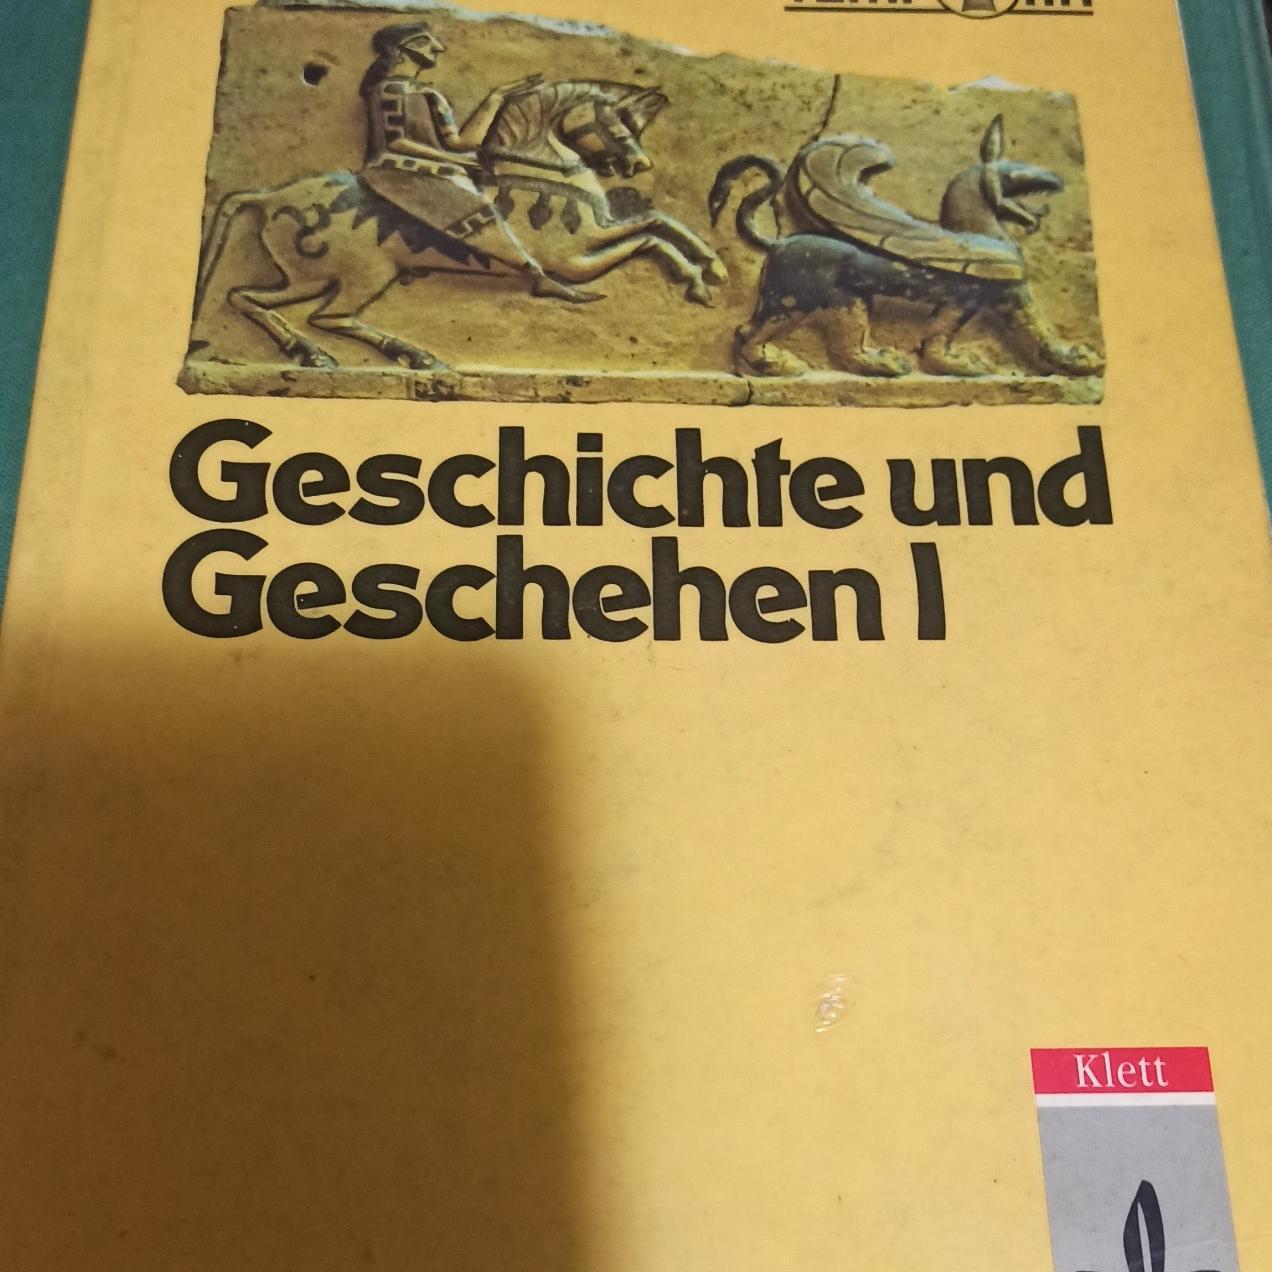 Geschichte und
Geschehen I
Klett